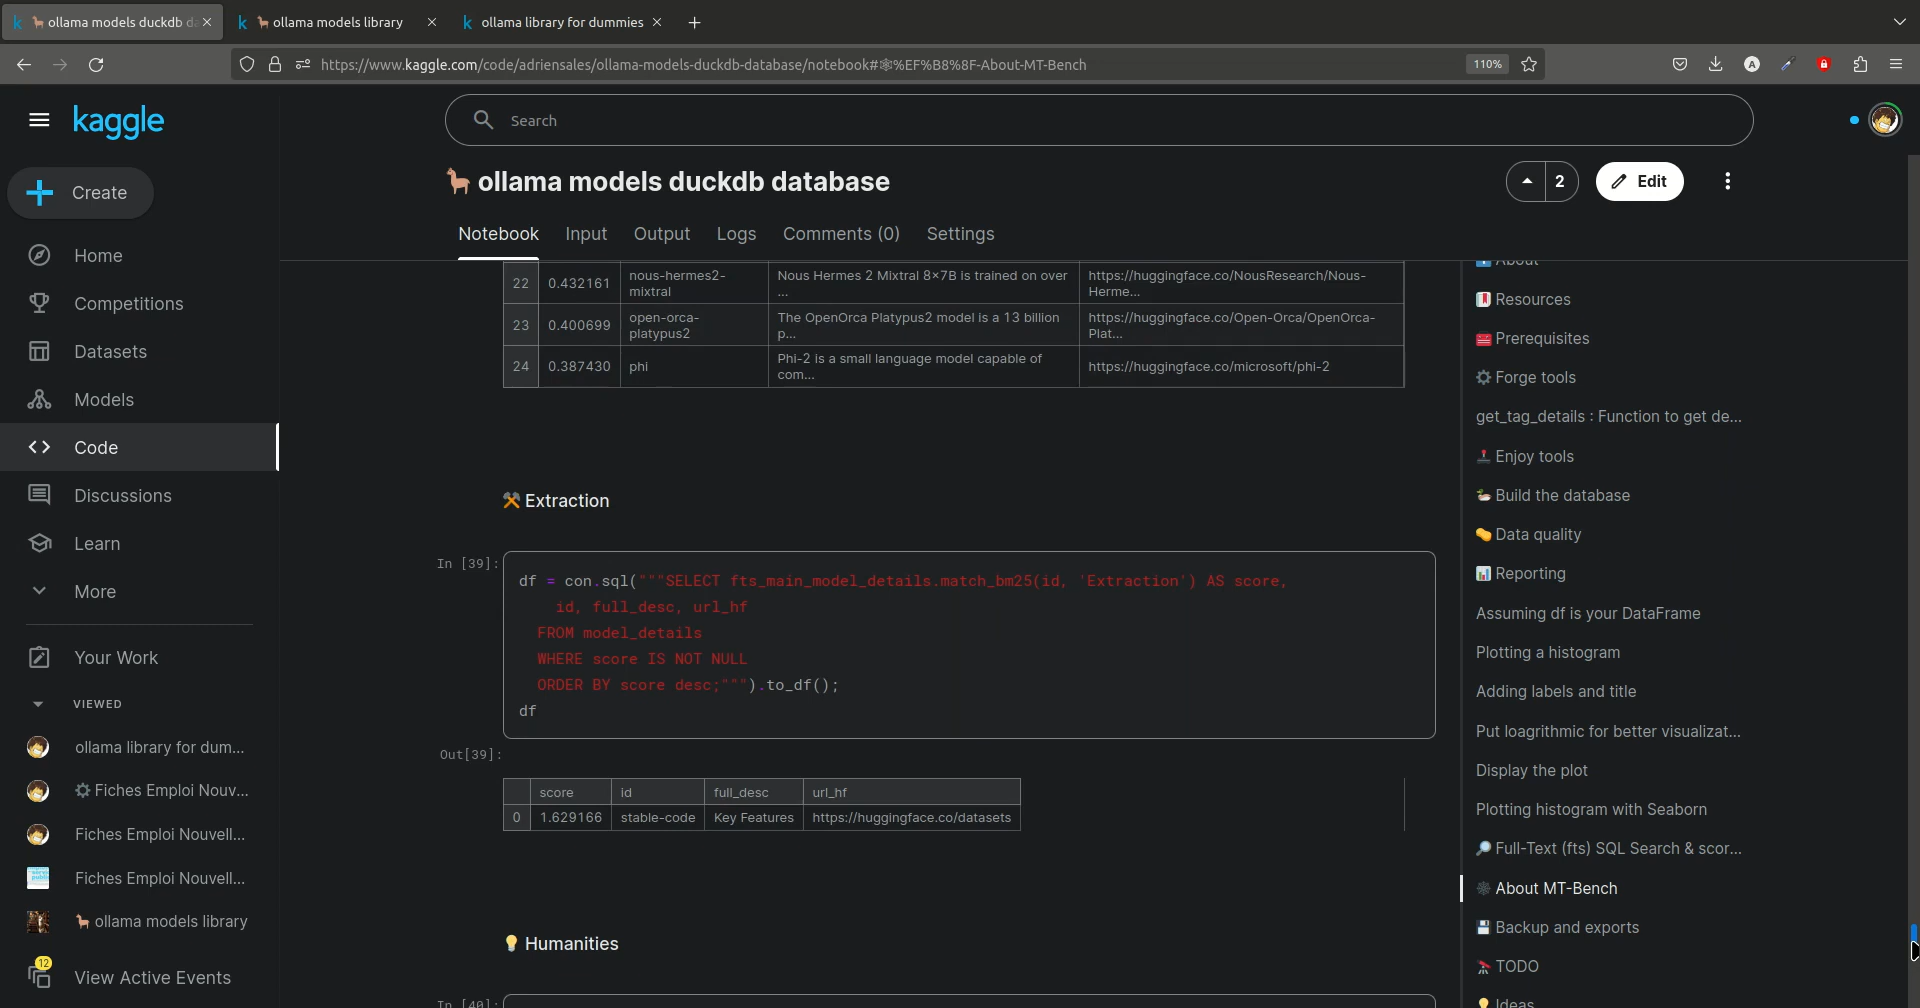 ollama models duckdb da
ollama models library
ollama library for dummies
https://www.kaggle.com/code/adriensales/ollama-models-duckdb-database/notebook#🕸%EF%B8%8F-About-MT-Bench
110%
A
kaggle
Search
Create
Home
Competitions
Datasets
Models
Code
Discussions
Learn
More
Your Work
VIEWED
ollama library for dum...
Fiches Emploi Nouv...
Fiches Emploi Nouvell...
Fiches Emploi Nouvell...
ollama models library
12
View Active Events
🦙 ollama models duckdb database
2
Edit
Notebook Input Output Logs Comments (0) Settings
22 0.432161 nous-hermes2-mixtral Nous Hermes 2 Mixtral 8×7B is trained on over ... https://huggingface.co/NousResearch/Nous-Herme...
23 0.400699 open-orca-platypus2 The OpenOrca Platypus2 model is a 13 billion p... https://huggingface.co/Open-Orca/OpenOrca-Plat...
24 0.387430 phi Phi-2 is a small language model capable of com... https://huggingface.co/microsoft/phi-2
⚒️ Extraction
In [39]:
df = con.sql("""SELECT fts_main_model_details.match_bm25(id, 'Extraction') AS score,
id, full_desc, url_hf
FROM model_details
WHERE score IS NOT NULL
ORDER BY score desc;""").to_df();
df
Out[39]:
score id full_desc url_hf
0 1.629166 stable-code Key Features https://huggingface.co/datasets
💡 Humanities
In [40]:
About
Resources
Prerequisites
Forge tools
get_tag_details : Function to get de...
Enjoy tools
Build the database
Data quality
Reporting
Assuming df is your DataFrame
Plotting a histogram
Adding labels and title
Put loagrithmic for better visualizat...
Display the plot
Plotting histogram with Seaborn
Full-Text (fts) SQL Search & scor...
About MT-Bench
Backup and exports
TODO
Ideas